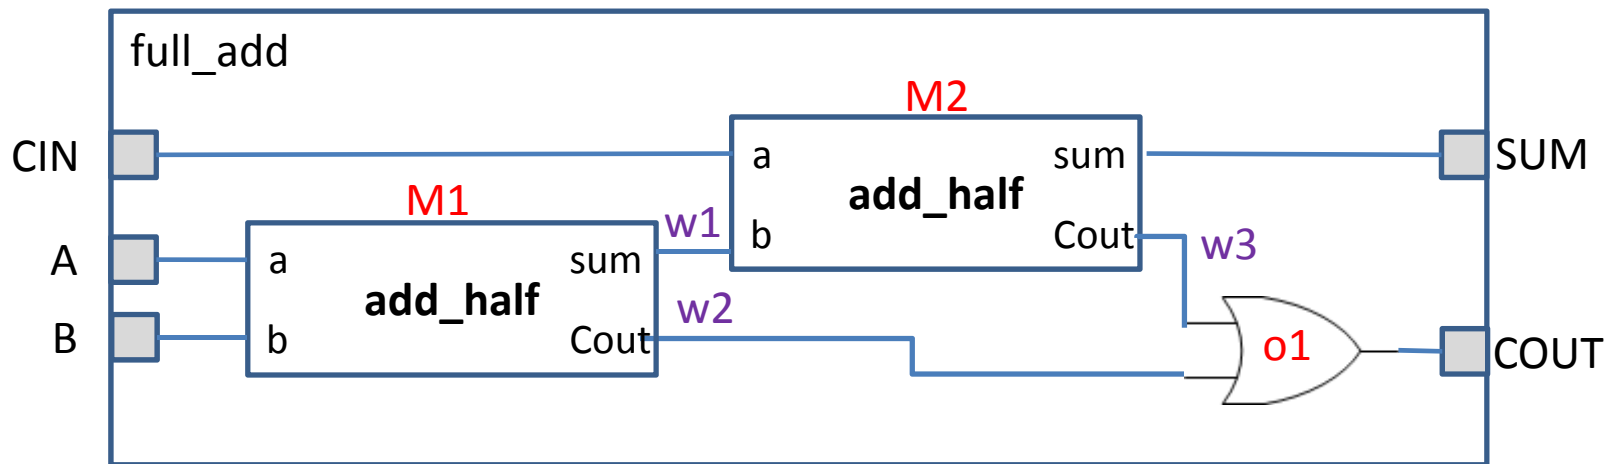 full_add
M2
CIN
a
sum
SUM
add_half
M1
w1
b
Cout
w3
A
a
sum
add_half
w2
B
b
Cout
o1
COUT